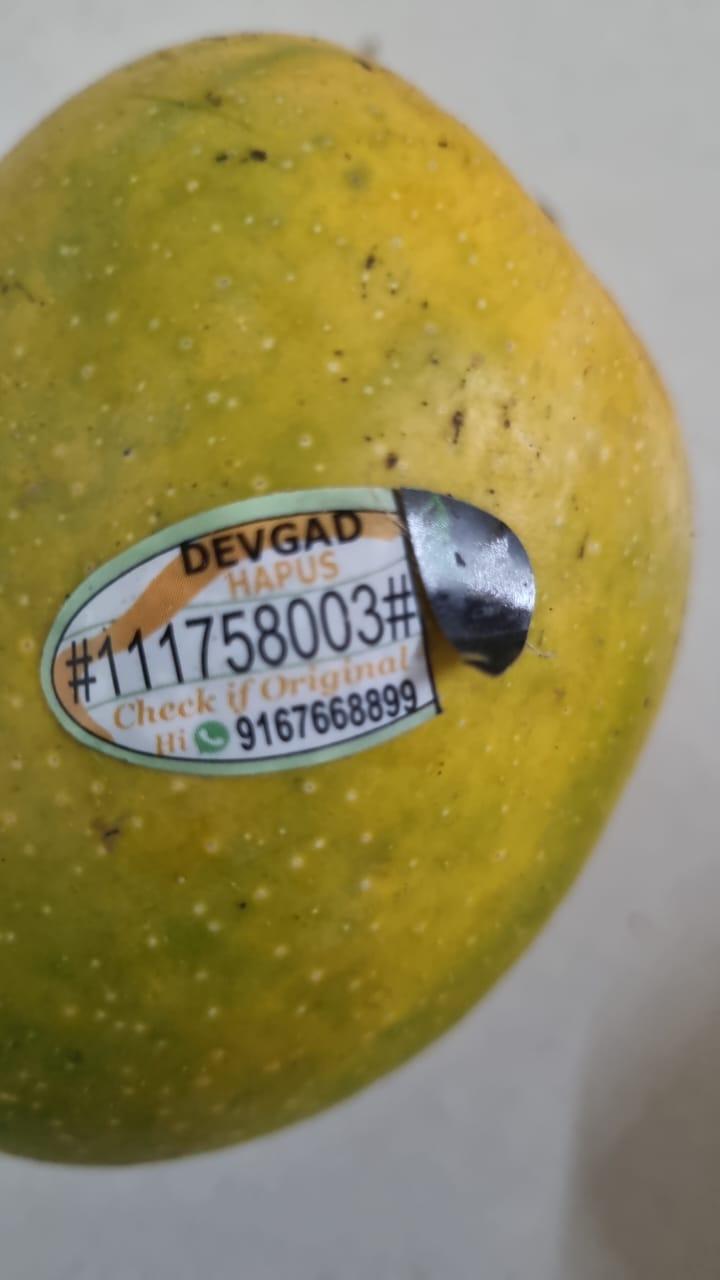 DEVGAD
HAPUS
#111758003#
Check if Original
Hi 9167668899